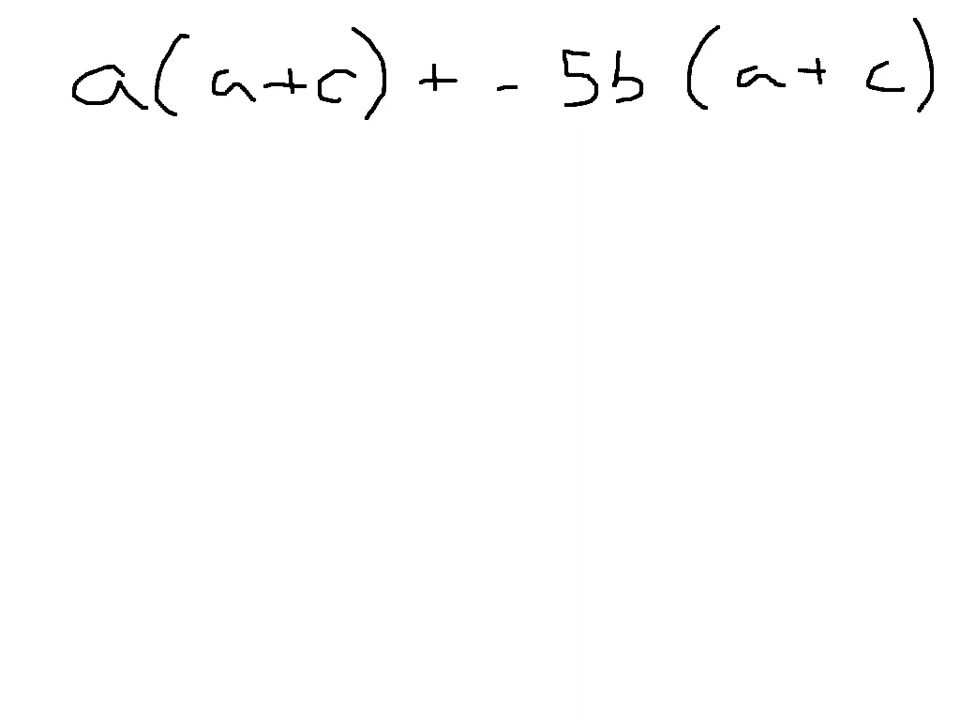 a(a+c) + - 5b (a + c)